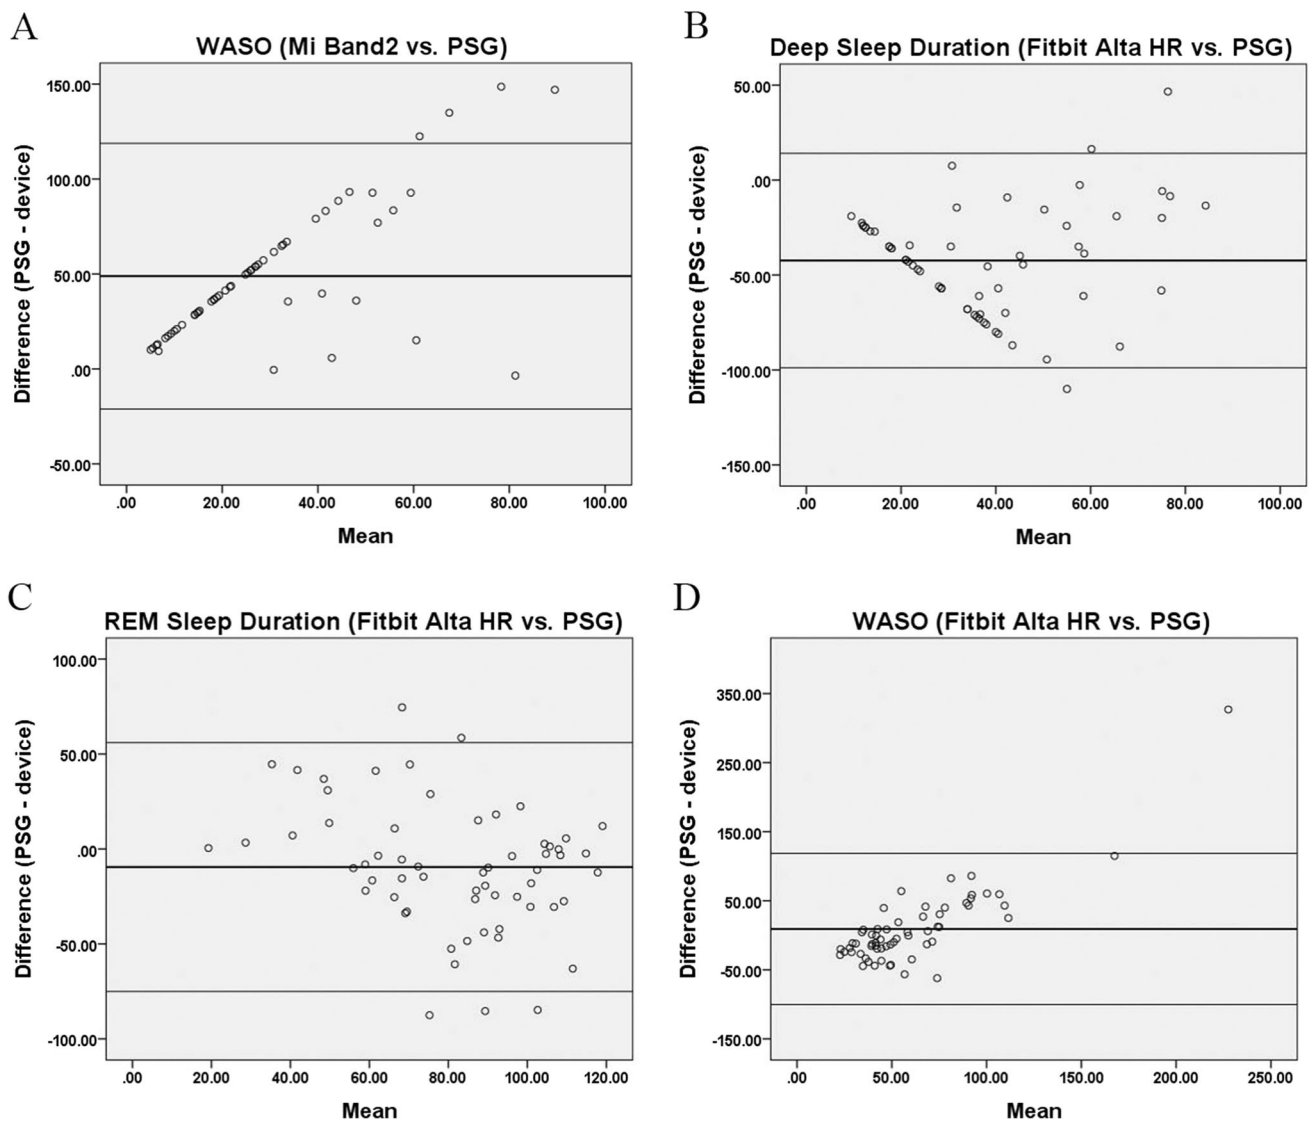 A
WASO (Mi Band2 vs. PSG)
Difference (PSG - device)
150.00
100.00
50.00
.00
-50.00
.00 20.00 40.00 60.00 80.00 100.00
Mean
B
Deep Sleep Duration (Fitbit Alta HR vs. PSG)
Difference (PSG - device)
50.00
.00
-50.00
-100.00
-150.00
.00 20.00 40.00 60.00 80.00 100.00
Mean
C
REM Sleep Duration (Fitbit Alta HR vs. PSG)
Difference (PSG - device)
100.00
50.00
.00
-50.00
-100.00
.00 20.00 40.00 60.00 80.00 100.00 120.00
Mean
D
WASO (Fitbit Alta HR vs. PSG)
Difference (PSG - device)
350.00
250.00
150.00
50.00
-50.00
-150.00
.00 50.00 100.00 150.00 200.00 250.00
Mean